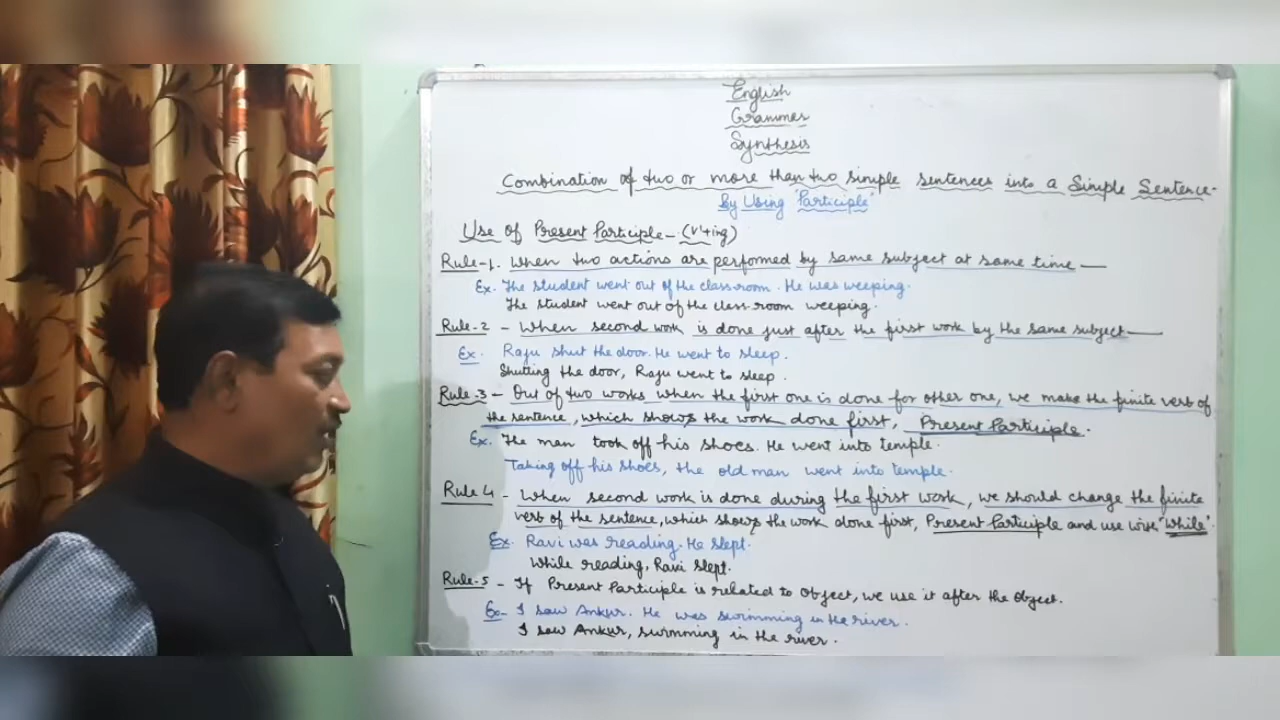 English
Grammar
Synthesis
Combination of two or more than two simple sentences into a Simple Sentence-
By Using 'Participle'
Use of Present Participle - (V⁴+ing)
Rule-1. When two actions are performed by same subject at same time —
Ex. The student went out of the classroom. He was weeping.
The student went out of the class-room weeping.
Rule-2 - When second work is done just after the first work by the same subject —
Ex. Raju shut the door. He went to sleep.
Shutting the door, Raju went to sleep.
Rule-3 - Out of two works when the first one is done for other one, we make the finite verb of
the sentence, which shows the work done first, Present Participle.
Ex. The man took off his shoes. He went into temple.
Taking off his shoes, the old man went into temple.
Rule 4 - When second work is done during the first work, we should change the finite
verb of the sentence, which shows the work done first, Present Participle and use with "While".
Ex. Ravi was reading. He slept.
While reading, Ravi slept.
Rule-5 - If Present Participle is related to object, we use it after the object.
Ex- I saw Ankur. He was swimming in the river.
I saw Ankur, swimming in the river.